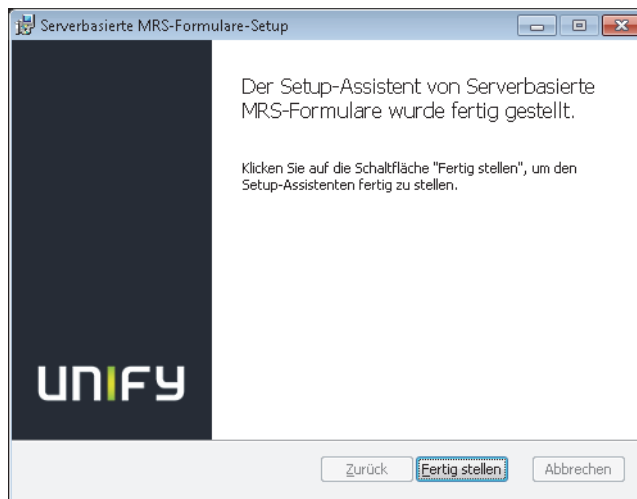 Serverbasierte MRS-Formulare-Setup
Der Setup-Assistent von Serverbasierte
MRS-Formulare wurde fertig gestellt.
Klicken Sie auf die Schaltfläche "Fertig stellen", um den
Setup-Assistenten fertig zu stellen.
UNIFY
Zurück
Fertig stellen
Abbrechen